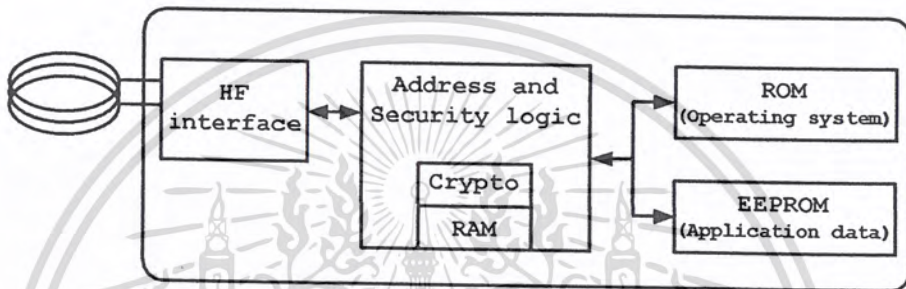 HF
interface
Address and
Security logic
Crypto
RAM
ROM
(Operating system)
EEPROM
(Application data)